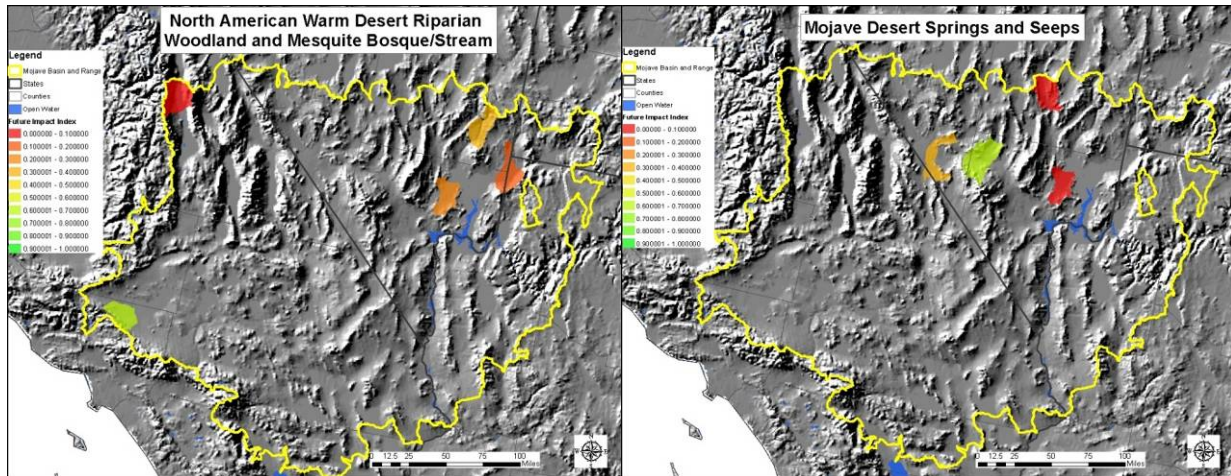 North American Warm Desert Riparian
Woodland and Mesquite Bosque/Stream
Legend
Mojave Basin and Range
States
Counties
Open Water
Future Impact Index
0.000000 - 0.100000
0.100001 - 0.200000
0.200001 - 0.300000
0.300001 - 0.400000
0.400001 - 0.500000
0.500001 - 0.600000
0.600001 - 0.700000
0.700001 - 0.800000
0.800001 - 0.900000
0.900001 - 1.000000
0 12.5 25 50 75 100
Miles
N
Mojave Desert Springs and Seeps
Legend
Mojave Basin and Range
States
Counties
Open Water
Future Impact Index
0.00000 - 0.100000
0.100001 - 0.200000
0.200001 - 0.300000
0.300001 - 0.400000
0.400001 - 0.500000
0.500001 - 0.600000
0.600001 - 0.700000
0.700001 - 0.800000
0.800001 - 0.900000
0.900001 - 1.000000
0 12.5 25 50 75 100
Miles
N